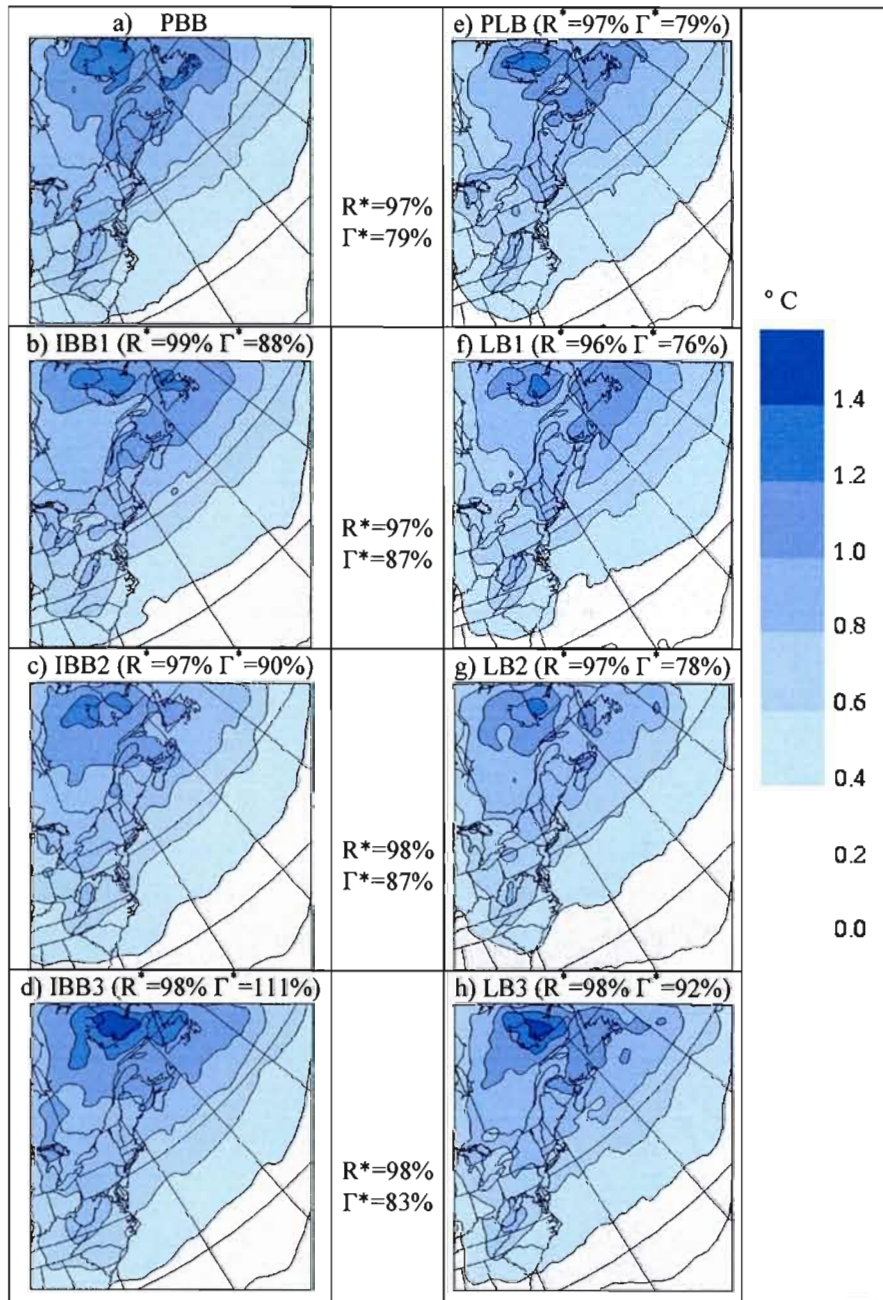 a) PBB
e) PLB (R*=97% Γ*=79%)
R*=97%
Γ*=79%
b) IBB1 (R*=99% Γ*=88%)
f) LB1 (R*=96% Γ*=76%)
R*=97%
Γ*=87%
c) IBB2 (R*=97% Γ*=90%)
g) LB2 (R*=97% Γ*=78%)
R*=98%
Γ*=87%
d) IBB3 (R*=98% Γ*=111%)
h) LB3 (R*=98% Γ*=92%)
R*=98%
Γ*=83%
° C
1.4
1.2
1.0
0.8
0.6
0.4
0.2
0.0